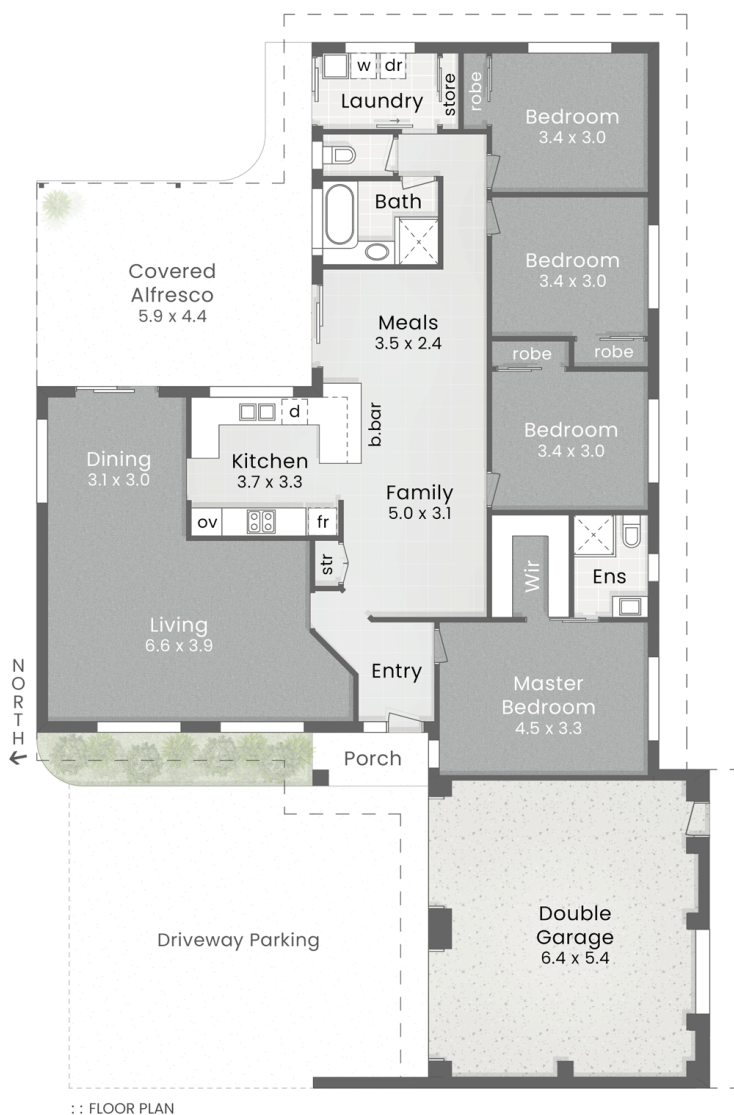 w
dr
store
robe
Laundry
Bedroom
3.4 x 3.0
Bath
Bedroom
3.4 x 3.0
Covered
Alfresco
5.9 x 4.4
Meals
3.5 x 2.4
robe
robe
d
b.bar
Bedroom
3.4 x 3.0
Dining
3.1 x 3.0
Kitchen
3.7 x 3.3
Family
5.0 x 3.1
ov
fr
str
Wir
Ens
Living
6.6 x 3.9
Entry
NORTH
Master
Bedroom
4.5 x 3.3
Porch
Double
Garage
6.4 x 5.4
Driveway Parking
:: FLOOR PLAN